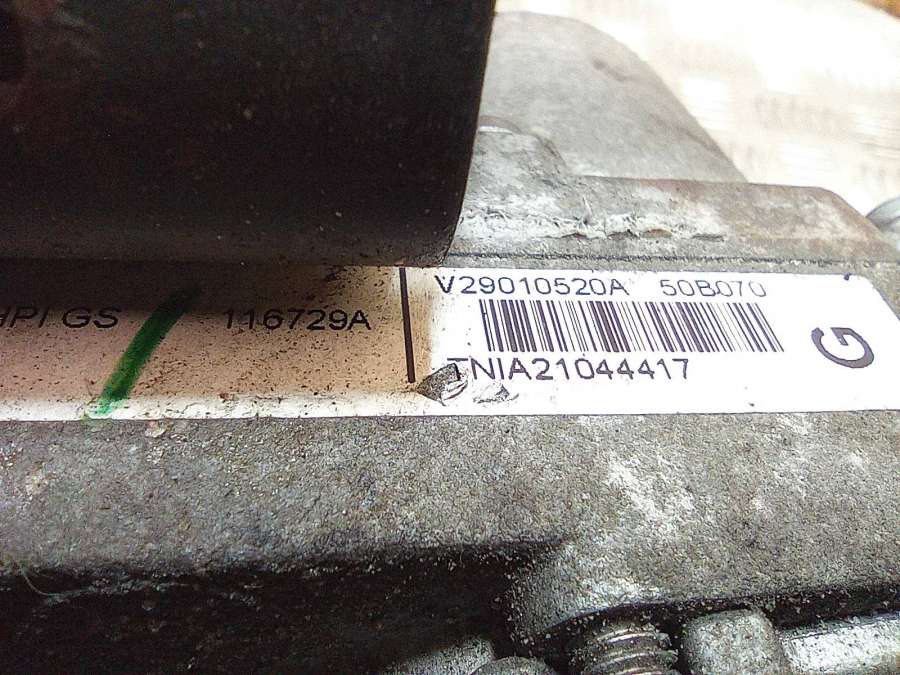 HPI GS 116729A
V29010520A 50B070
TNIA21044417
G